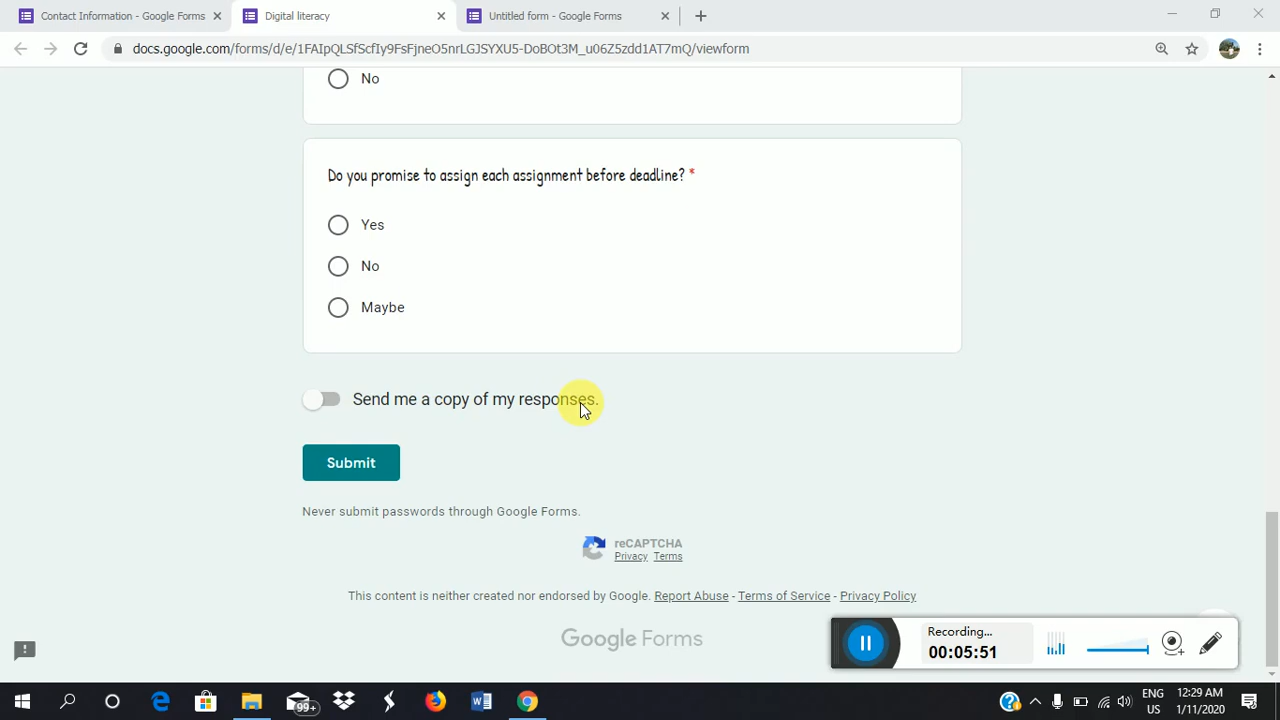 Contact Information - Google Forms
Digital literacy
Untitled form - Google Forms
docs.google.com/forms/d/e/1FAIpQLSfScfIy9FsFjneO5nrLGJSYXU5-DoBOt3M_u06Z5zdd1AT7mQ/viewform
No
Do you promise to assign each assignment before deadline? *
Yes
No
Maybe
Send me a copy of my responses.
Submit
Never submit passwords through Google Forms.
reCAPTCHA
Privacy Terms
This content is neither created nor endorsed by Google. Report Abuse - Terms of Service - Privacy Policy
Google Forms
Recording...
00:05:51
99+
ENG
US
12:29 AM
1/11/2020